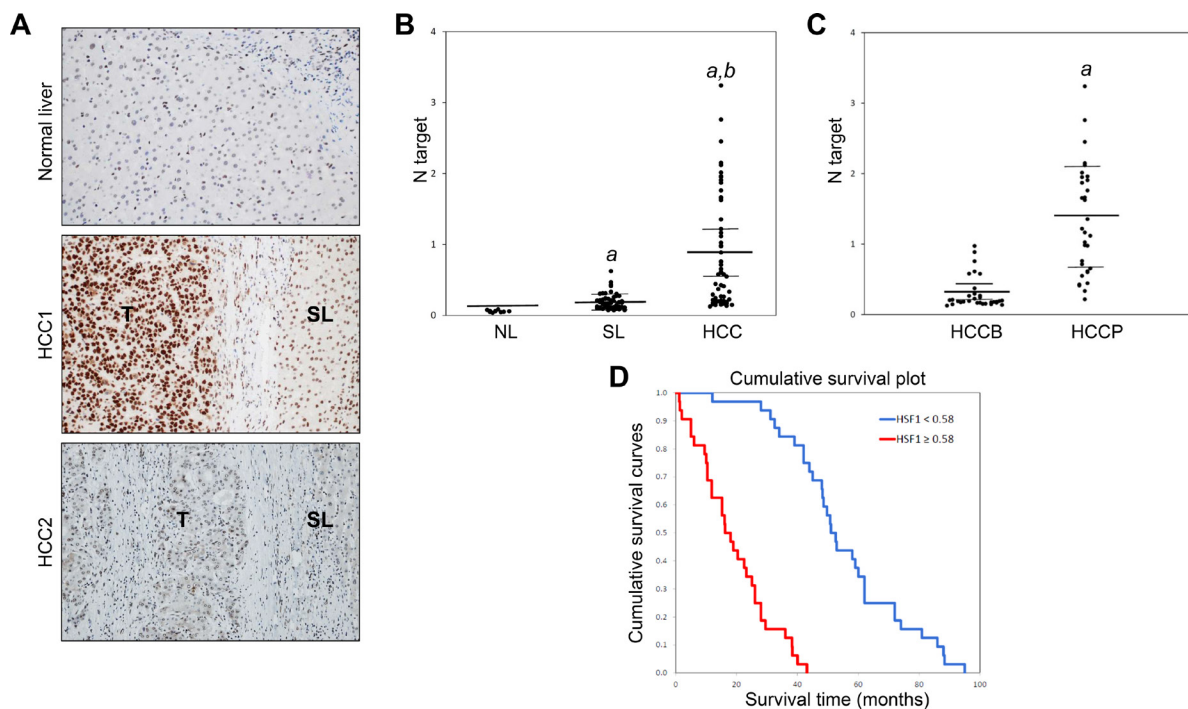 A
Normal liver
HCC1
T
SL
HCC2
T
SL
B
N target
4
3
2
1
0
a,b
a
NL
SL
HCC
C
N target
4
3
2
1
0
a
HCCB
HCCP
D
Cumulative survival plot
Cumulative survival curves
1.0
0.9
0.8
0.7
0.6
0.5
0.4
0.3
0.2
0.1
0.0
HSF1 < 0.58
HSF1 ≥ 0.58
0
20
40
60
80
100
Survival time (months)